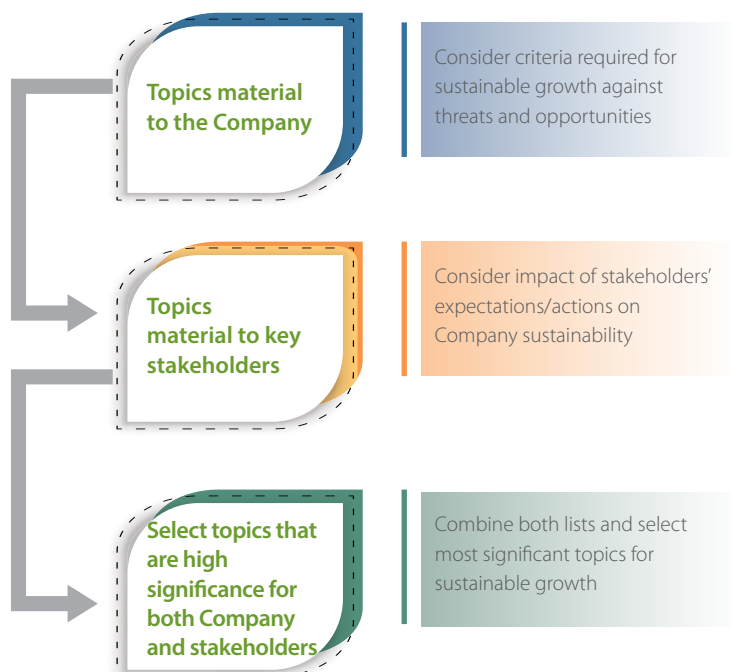 Topics material
to the Company
Consider criteria required for
sustainable growth against
threats and opportunities
Topics
material to key
stakeholders
Consider impact of stakeholders’
expectations/actions on
Company sustainability
Select topics that
are high
significance for
both Company
and stakeholders
Combine both lists and select
most significant topics for
sustainable growth